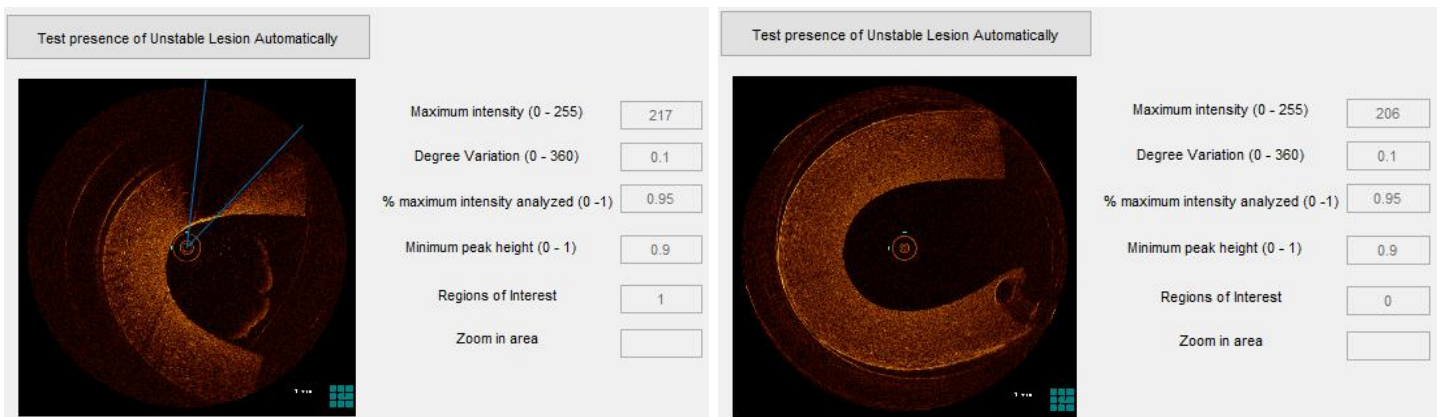 Test presence of Unstable Lesion Automatically
Maximum intensity (0 - 255) 217
Degree Variation (0 - 360) 0.1
% maximum intensity analyzed (0 -1) 0.95
Minimum peak height (0 - 1) 0.9
Regions of Interest 1
Zoom in area
Test presence of Unstable Lesion Automatically
Maximum intensity (0 - 255) 206
Degree Variation (0 - 360) 0.1
% maximum intensity analyzed (0 -1) 0.95
Minimum peak height (0 - 1) 0.9
Regions of Interest 0
Zoom in area